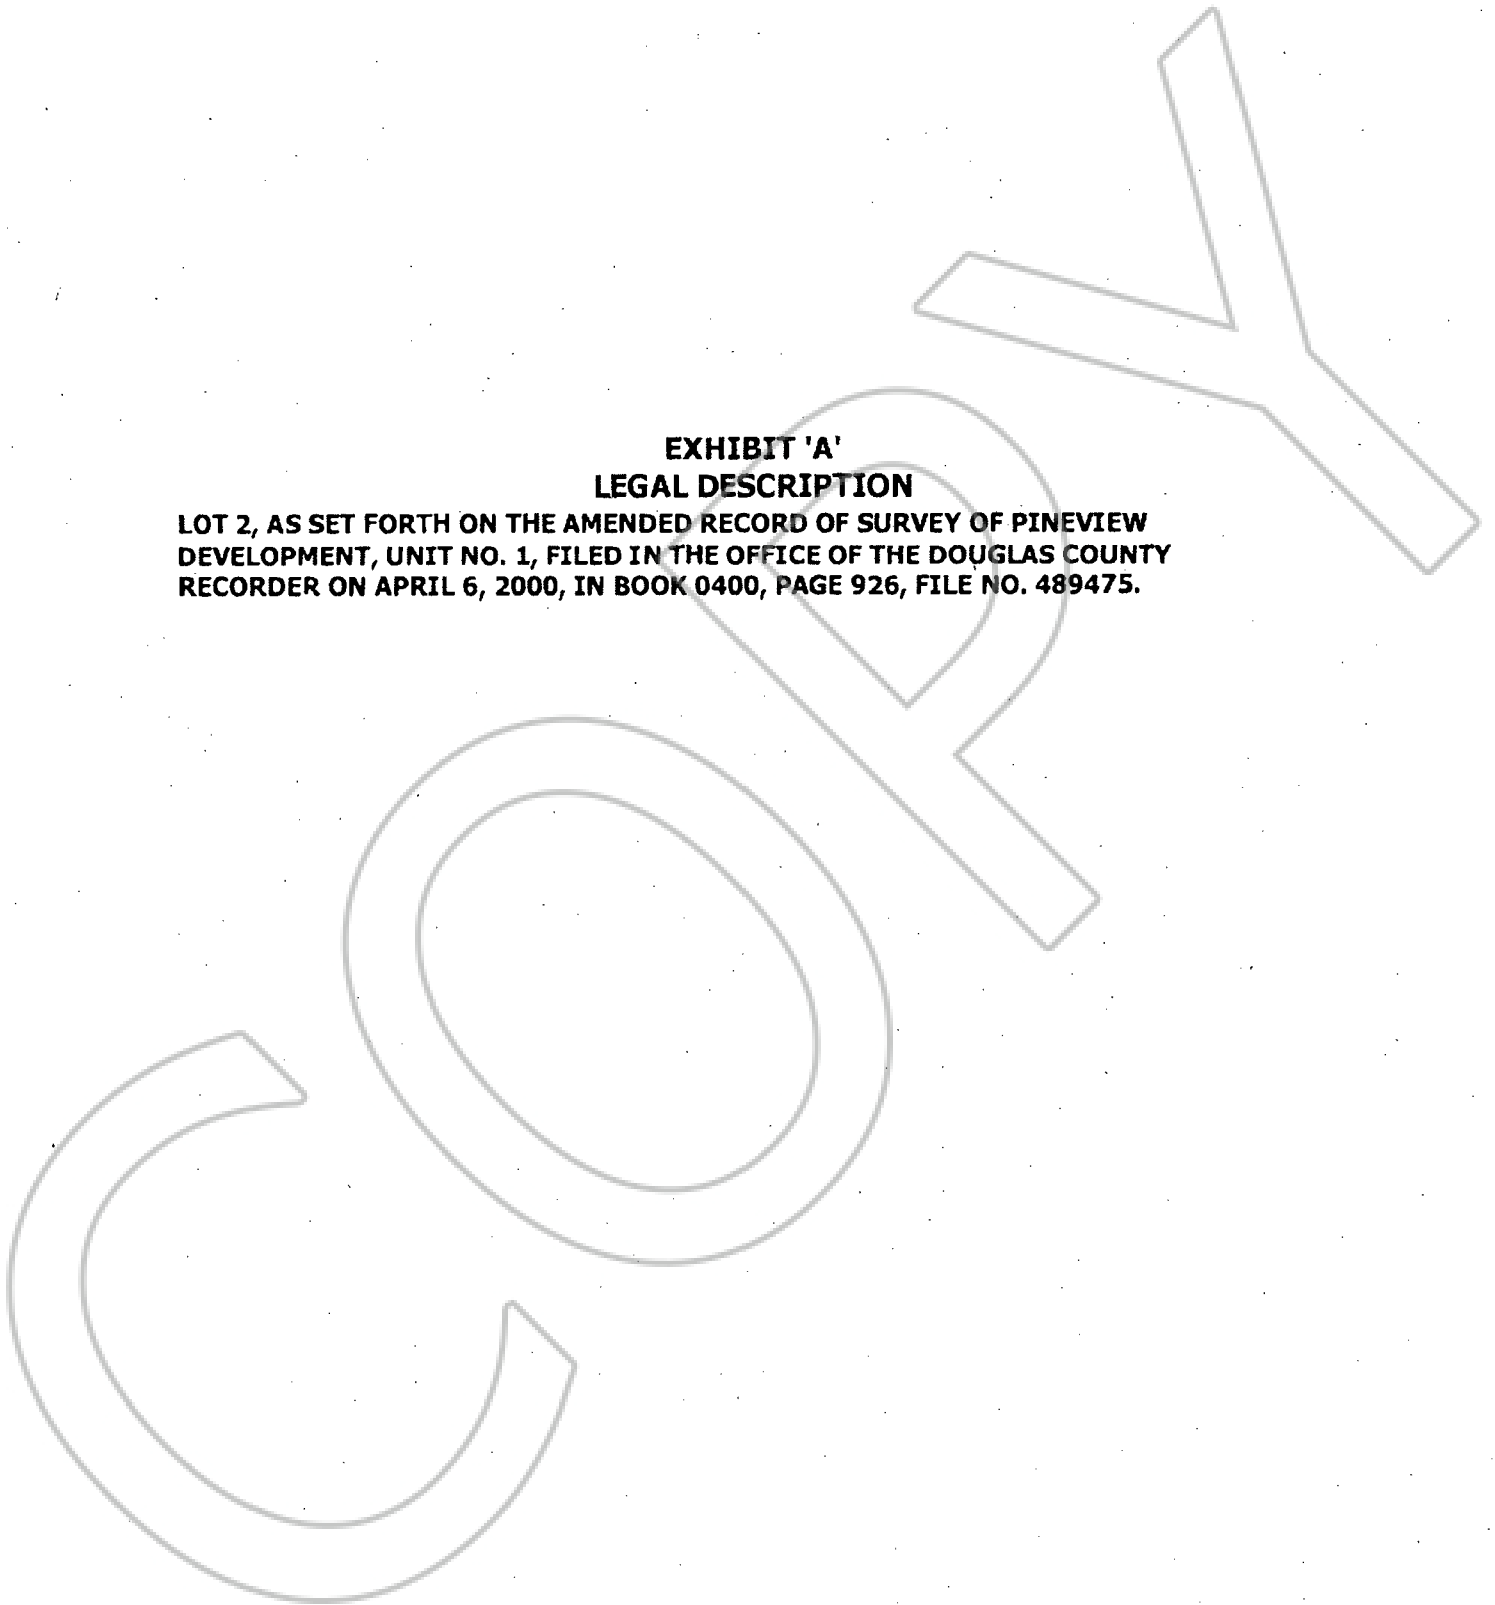 EXHIBIT 'A'
LEGAL DESCRIPTION
LOT 2, AS SET FORTH ON THE AMENDED RECORD OF SURVEY OF PINEVIEW
DEVELOPMENT, UNIT NO. 1, FILED IN THE OFFICE OF THE DOUGLAS COUNTY
RECORDER ON APRIL 6, 2000, IN BOOK 0400, PAGE 926, FILE NO. 489475.
COPY